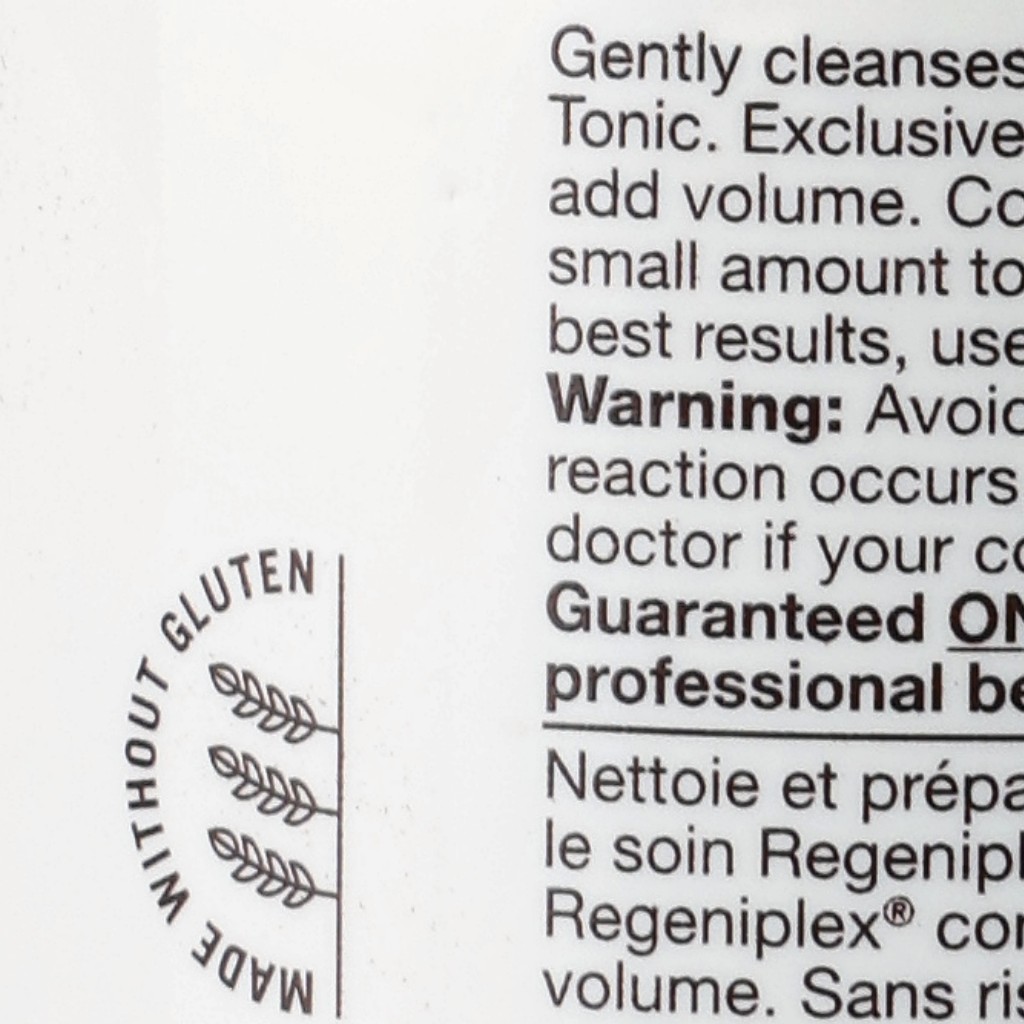 Gently cleanses
Tonic. Exclusive
add volume. Co
small amount to
best results, use
Warning: Avoid
reaction occurs
doctor if your co
Guaranteed ON
professional be
Nettoie et prépa
le soin Regenipl
Regeniplex® con
volume. Sans ris
MADE WITHOUT GLUTEN